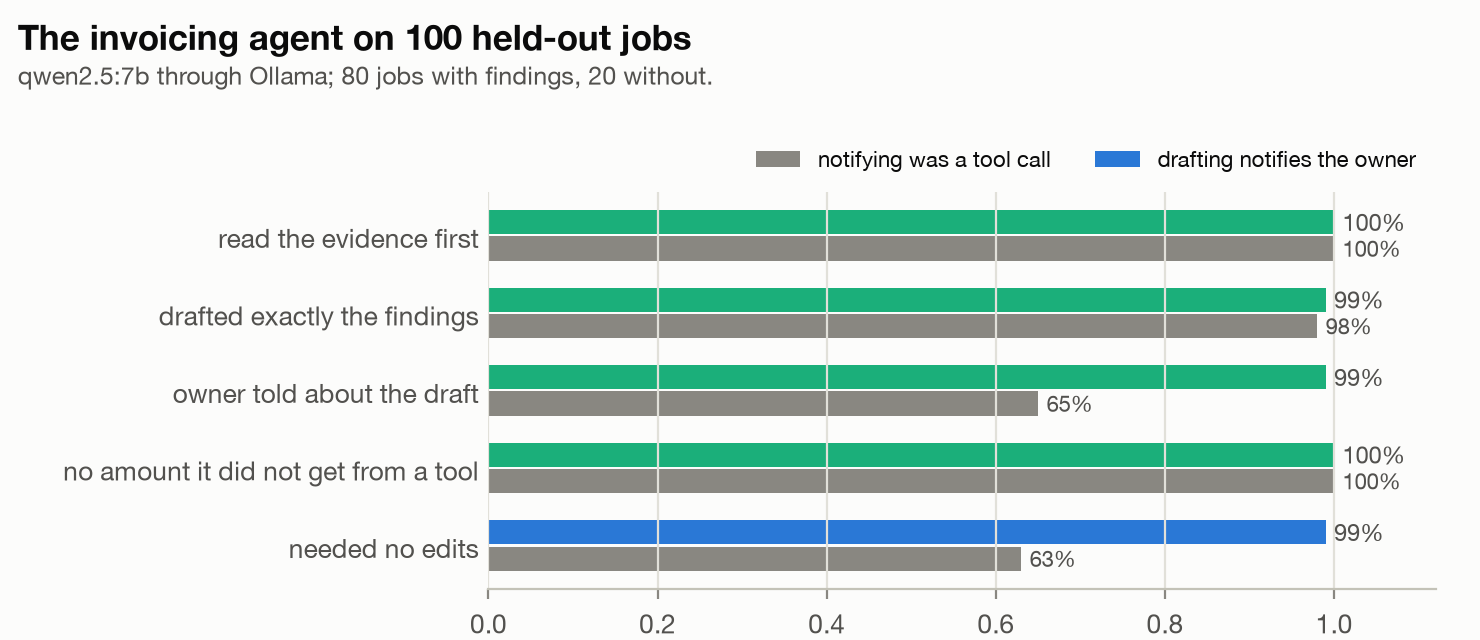 The invoicing agent on 100 held-out jobs
qwen2.5:7b through Ollama; 80 jobs with findings, 20 without.
notifying was a tool call drafting notifies the owner
read the evidence first
100%
100%
drafted exactly the findings
99%
98%
owner told about the draft
99%
65%
no amount it did not get from a tool
100%
100%
needed no edits
99%
63%
0.0 0.2 0.4 0.6 0.8 1.0